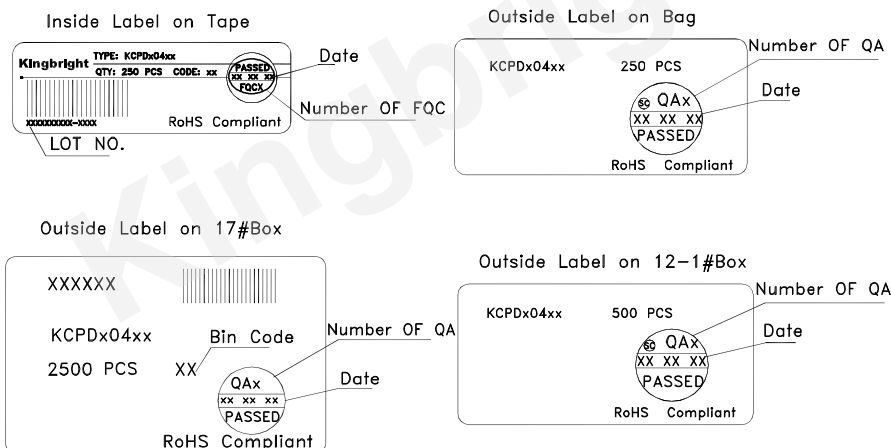 Inside Label on Tape
Kingbright
TYPE: KCPDx04xx
QTY: 250 PCS CODE: xx
PASSED
XX XX XX
FQCX
XXXXXXXXXX-XXXX
RoHS Compliant
Date
Number OF FQC
LOT NO.
Outside Label on Bag
KCPDx04xx 250 PCS
SC QAx
XX XX XX
PASSED
RoHS Compliant
Number OF QA
Date
Outside Label on 17#Box
XXXXXX
KCPDx04xx
2500 PCS XX
Bin Code
QAx
XX XX XX
PASSED
RoHS Compliant
Number OF QA
Date
Outside Label on 12-1#Box
KCPDx04xx 500 PCS
SC QAx
XX XX XX
PASSED
RoHS Compliant
Number OF QA
Date
Kingbrig